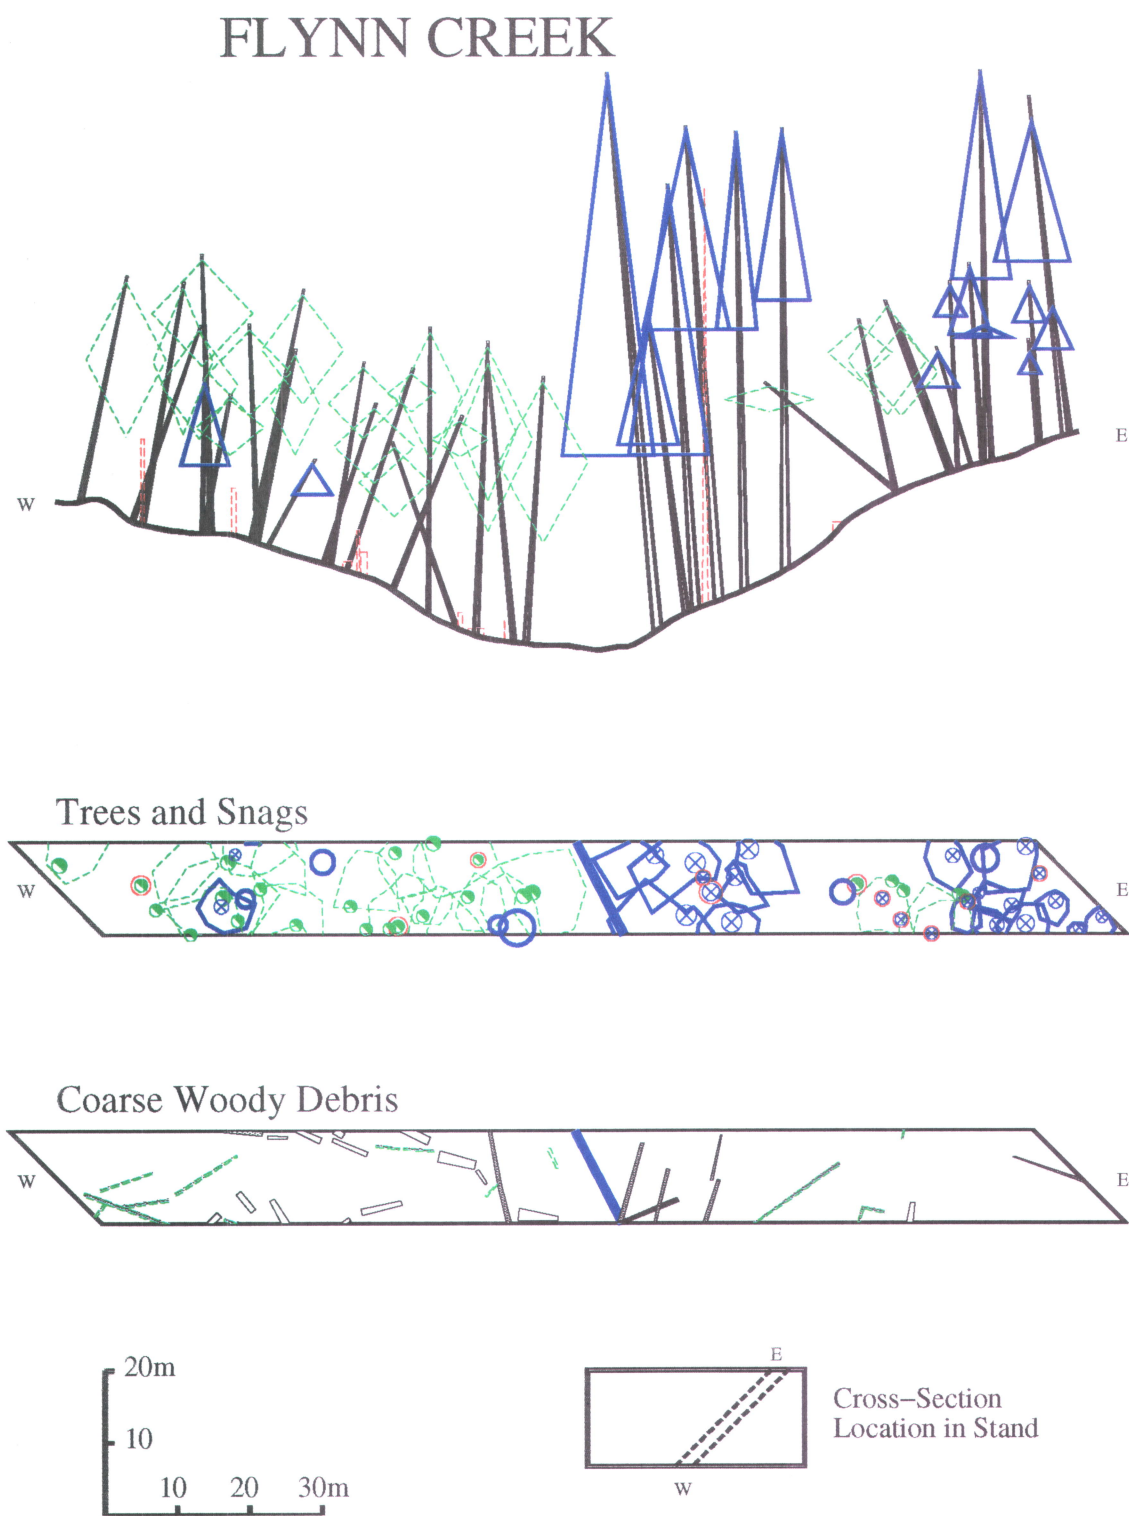 FLYNN CREEK
E
W
Trees and Snags
W
E
Coarse Woody Debris
W
E
20m
10
10 20 30m
E
Cross–Section
Location in Stand
W